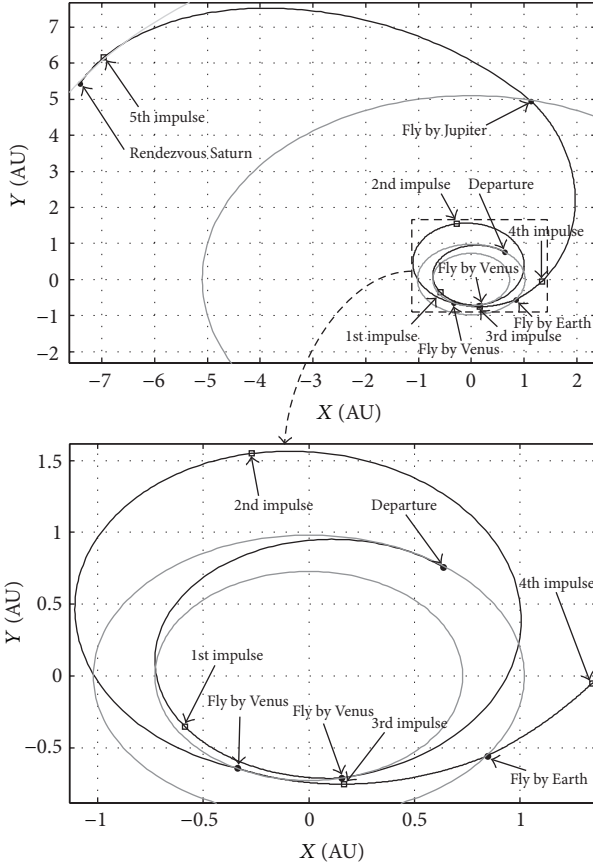 7
6
5
4
3
2
1
0
−1
−2
Y (AU)
5th impulse
Rendezvous Saturn
Fly by Jupiter
2nd impulse
Departure
4th impulse
Fly by Venus
1st impulse
Fly by Earth
3rd impulse
Fly by Venus
−7 −6 −5 −4 −3 −2 −1 0 1 2
X (AU)
1.5
1
0.5
0
−0.5
Y (AU)
2nd impulse
Departure
4th impulse
1st impulse
Fly by Venus
Fly by Venus
3rd impulse
Fly by Earth
−1 −0.5 0 0.5 1
X (AU)